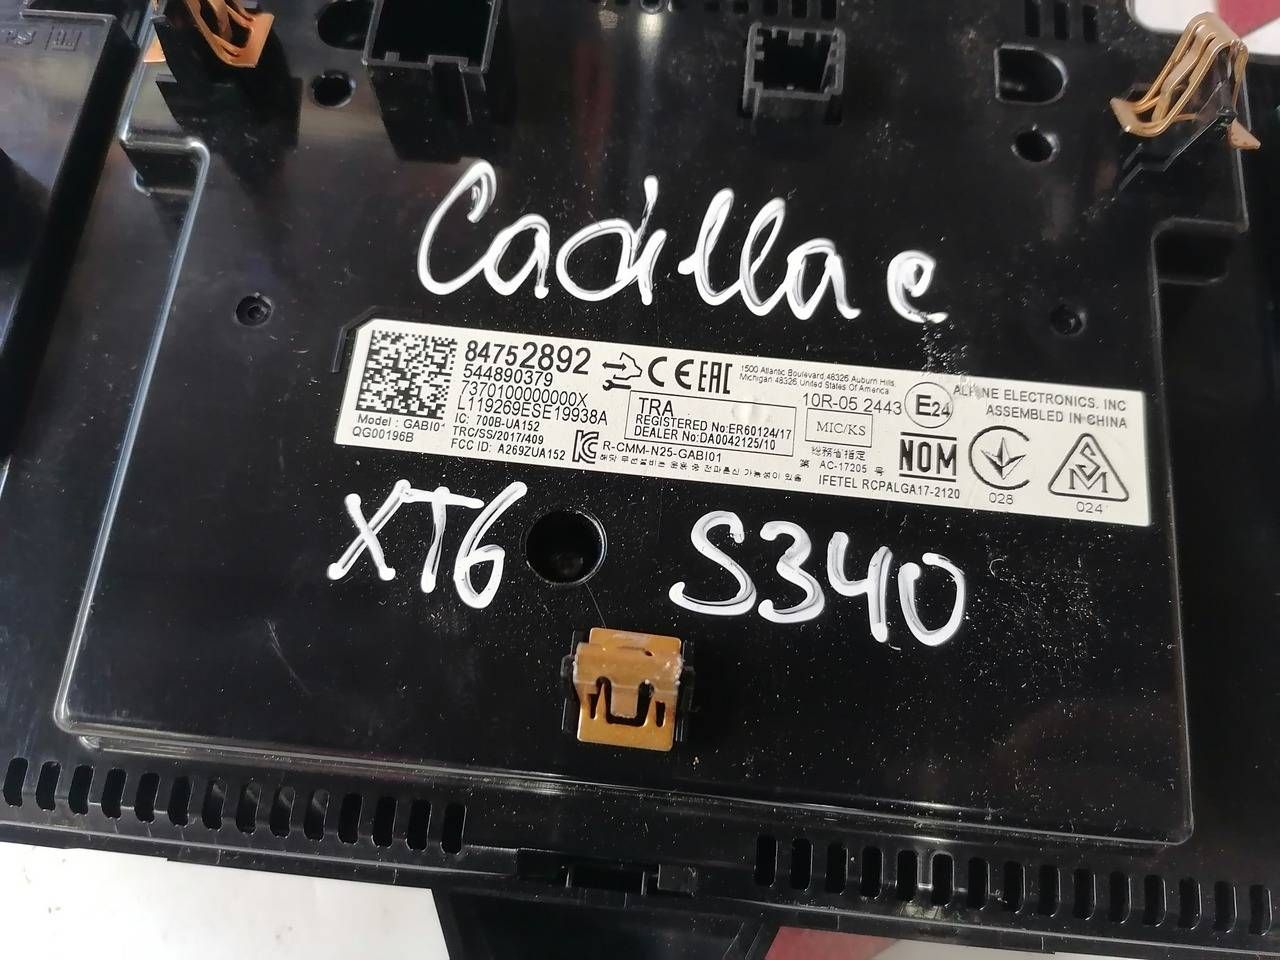 Cadillac
84752892
544890379
7370100000000X
L119269ESE19938A
IC: 700B-UA152
TRC/SS/2017/409
FCC ID: A269ZUA152
Model : GABI01
QG00196B
CE EAC
1500 Atlantic Boulevard, 48326 Auburn Hills,
Michigan 48326 United States Of America
TRA
REGISTERED No:ER60124/17
DEALER No:DA0042125/10
R-CMM-N25-GABI01
10R-05 2443
E24
MIC/KS
AC-17205 号
ALPINE ELECTRONICS. INC
ASSEMBLED IN CHINA
NOM
IFETEL RCPALGA17-2120
028
024
XT6 S340